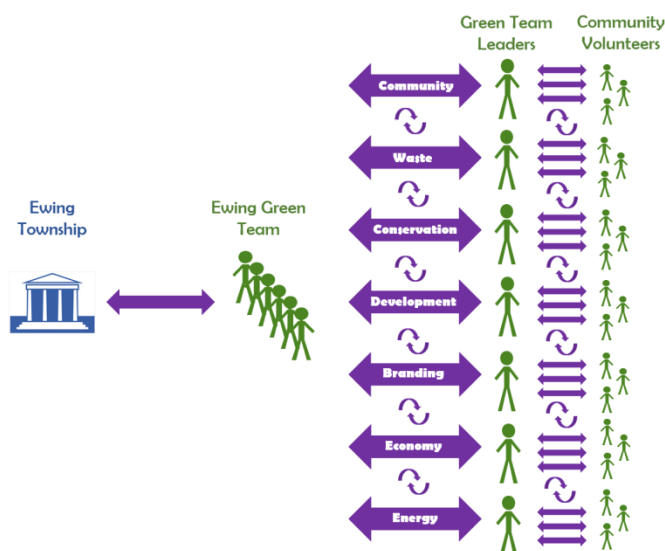 Green Team
Leaders
Community
Volunteers
Community
Waste
Ewing
Township
Ewing Green
Team
Conservation
Development
Branding
Economy
Energy